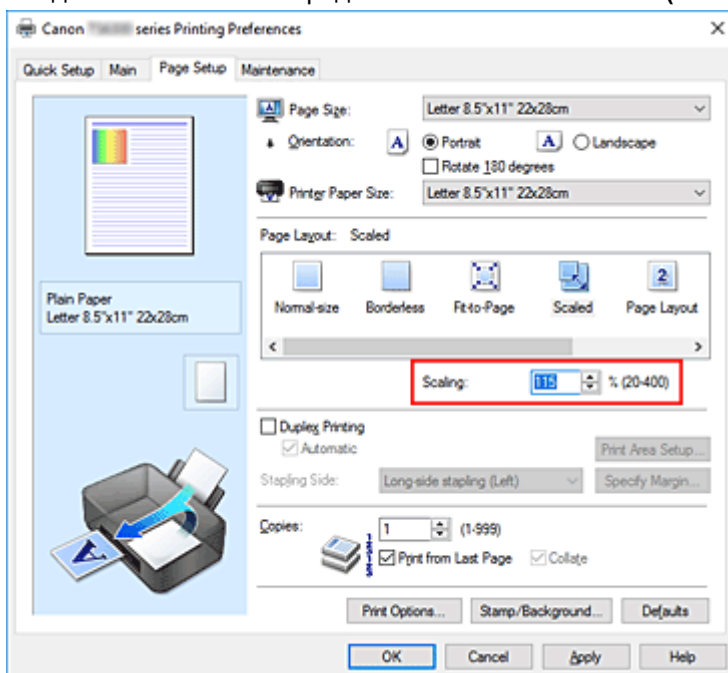 Canon series Printing Preferences
Quick Setup Main Page Setup Maintenance
Page Size: Letter 8.5"x11" 22x28cm
Orientation: A Portrait A Landscape
Rotate 180 degrees
Printer Paper Size: Letter 8.5"x11" 22x28cm
Page Layout: Scaled
Normal-size Borderless Fit-to-Page Scaled 2 Page Layout
Plain Paper
Letter 8.5"x11" 22x28cm
Scaling: 115 % (20-400)
Duplex Printing
Automatic Print Area Setup...
Stapling Side: Long-side stapling (Left) Specify Margin...
Copies: 1 (1-999)
Print from Last Page Collate
Print Options... Stamp/Background... Defaults
OK Cancel Apply Help